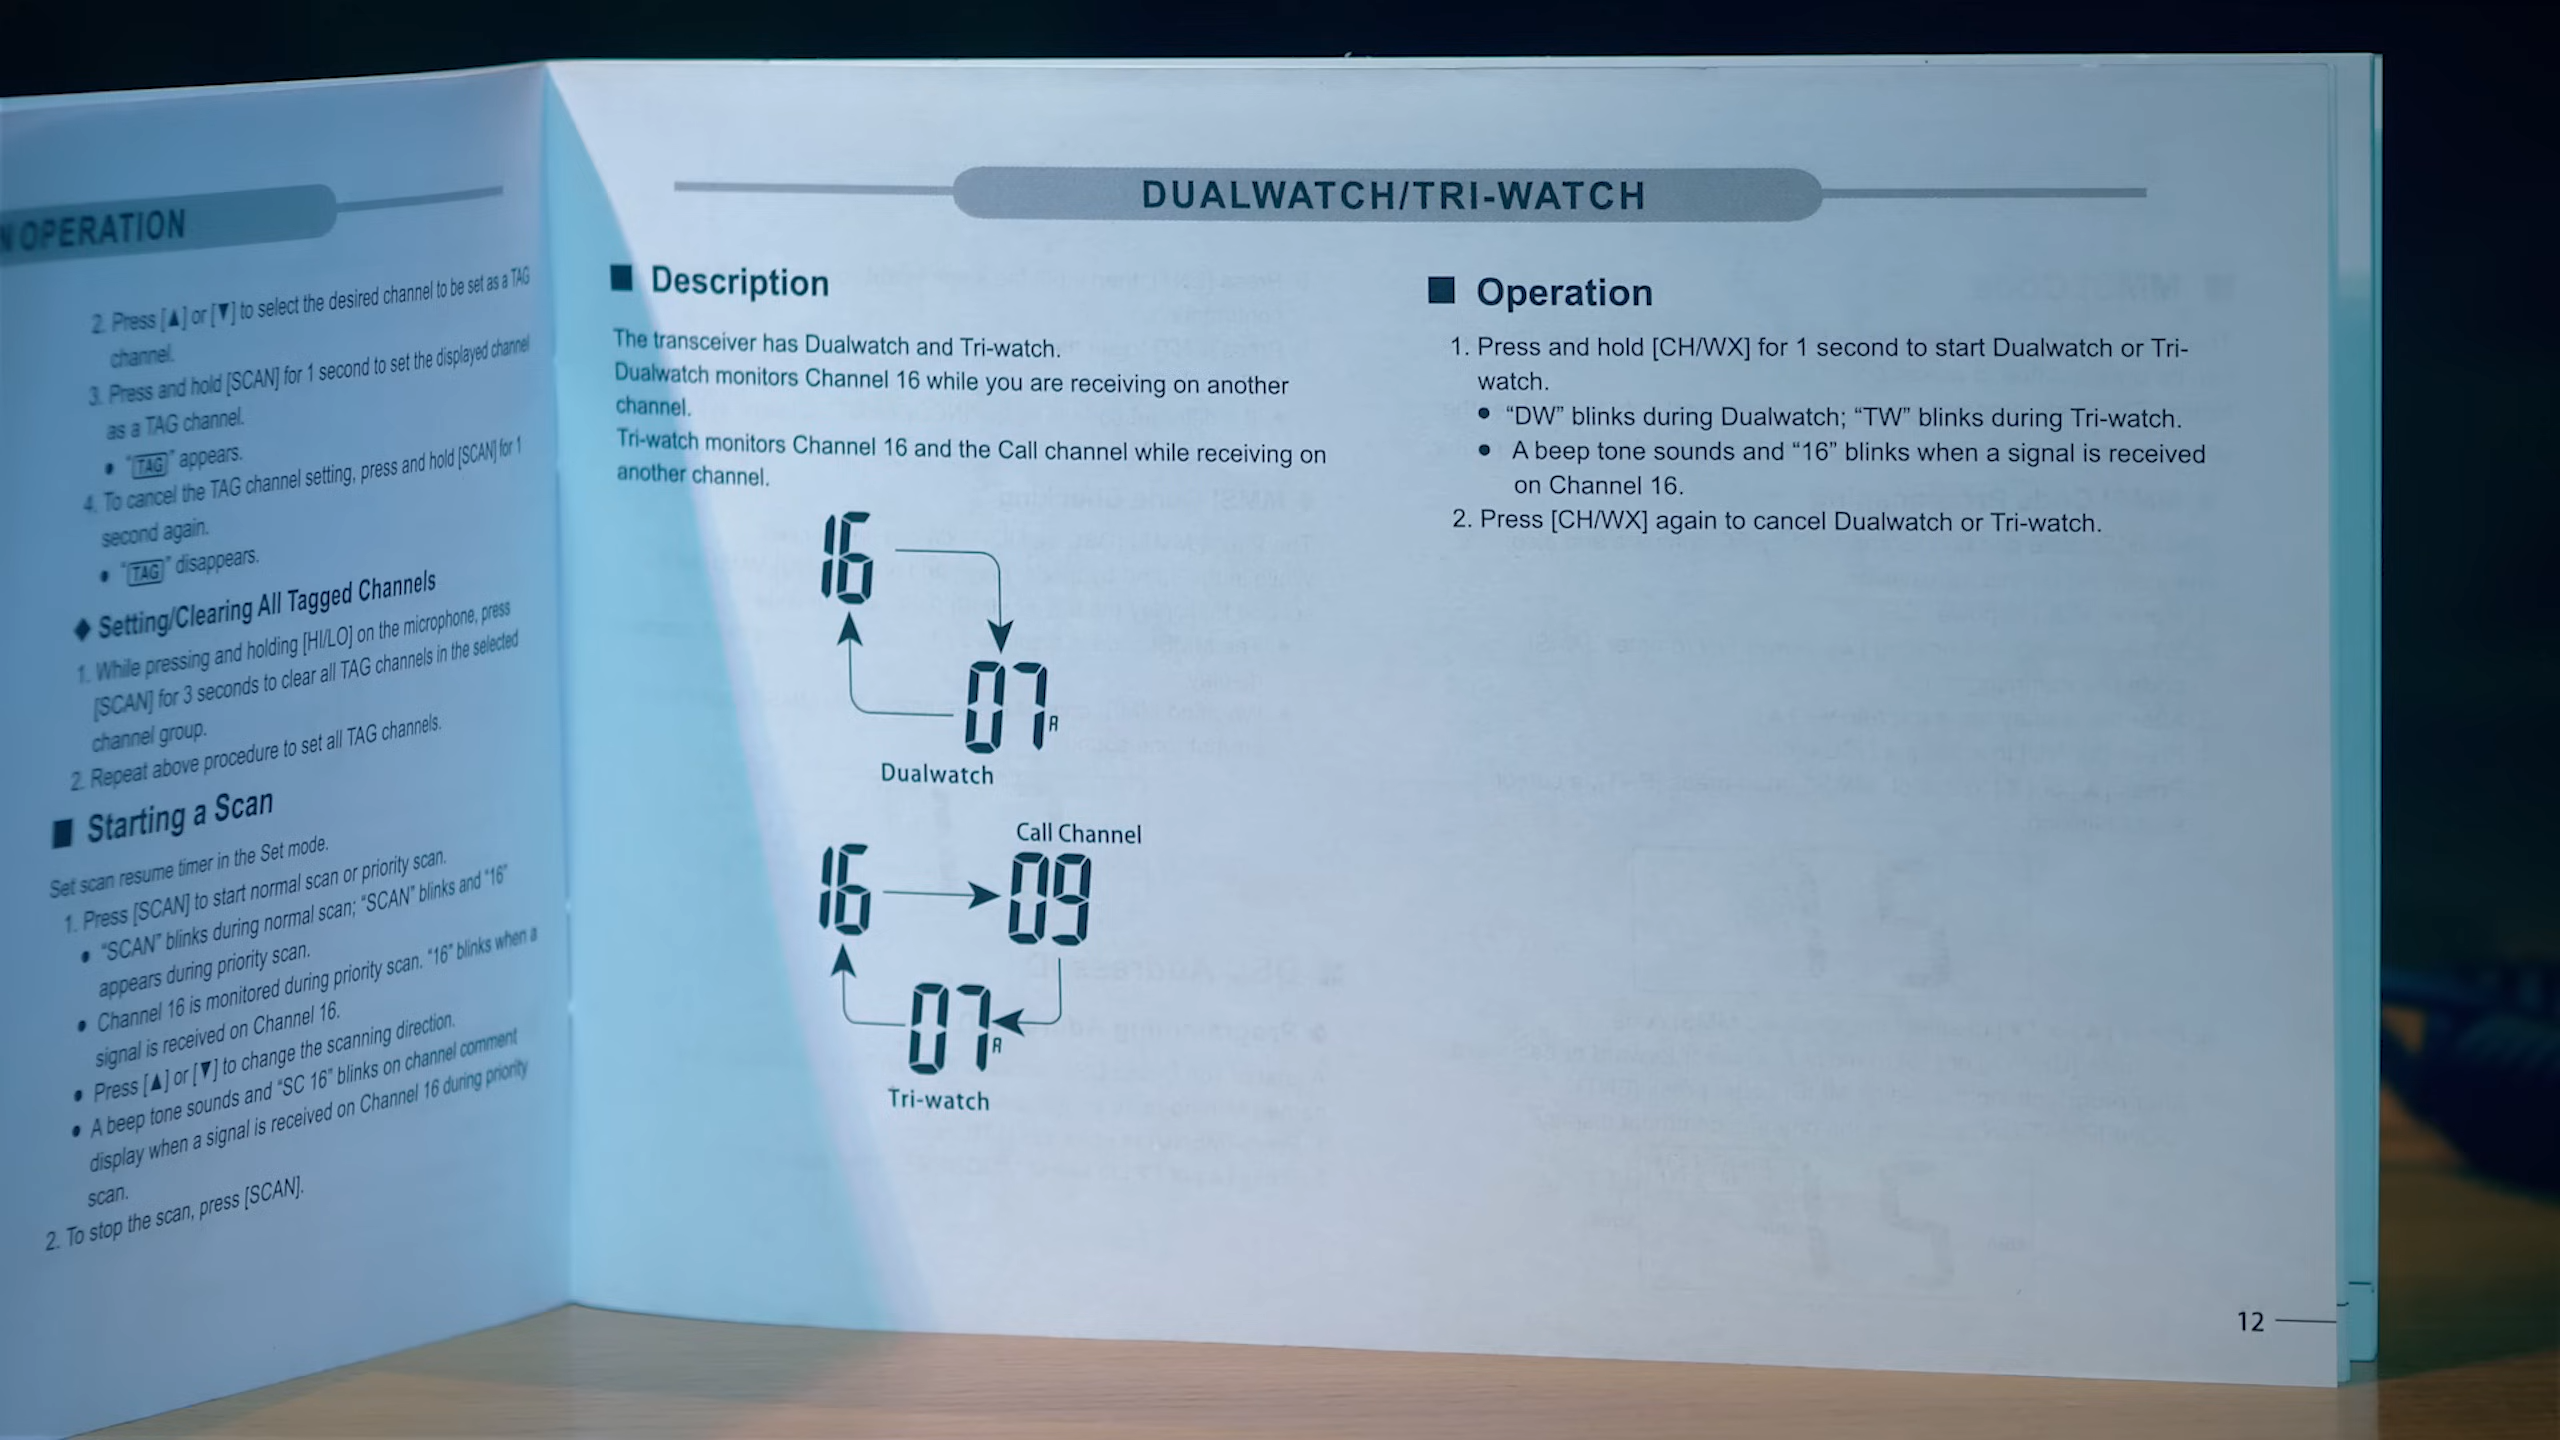 N OPERATION
2. Press [▲] or [▼] to select the desired channel to be set as a TAG
channel.
3. Press and hold [SCAN] for 1 second to set the displayed channel
as a TAG channel.
● “TAG” appears.
4. To cancel the TAG channel setting, press and hold [SCAN] for 1
second again.
● “TAG” disappears.
◆ Setting/Clearing All Tagged Channels
1. While pressing and holding [HI/LO] on the microphone, press
[SCAN] for 3 seconds to clear all TAG channels in the selected
channel group.
2. Repeat above procedure to set all TAG channels.
■ Starting a Scan
Set scan resume timer in the Set mode.
1. Press [SCAN] to start normal scan or priority scan.
● “SCAN” blinks during normal scan; “SCAN” blinks and “16”
appears during priority scan.
● Channel 16 is monitored during priority scan. “16” blinks when a
signal is received on Channel 16.
● Press [▲] or [▼] to change the scanning direction.
● A beep tone sounds and “SC 16” blinks on channel comment
display when a signal is received on Channel 16 during priority
scan.
2. To stop the scan, press [SCAN].
DUALWATCH/TRI-WATCH
■ Description
The transceiver has Dualwatch and Tri-watch.
Dualwatch monitors Channel 16 while you are receiving on another
channel.
Tri-watch monitors Channel 16 and the Call channel while receiving on
another channel.
16
07 A
Dualwatch
Call Channel
16 09
07 A
Tri-watch
■ Operation
1. Press and hold [CH/WX] for 1 second to start Dualwatch or Tri-
watch.
● “DW” blinks during Dualwatch; “TW” blinks during Tri-watch.
● A beep tone sounds and “16” blinks when a signal is received
on Channel 16.
2. Press [CH/WX] again to cancel Dualwatch or Tri-watch.
12